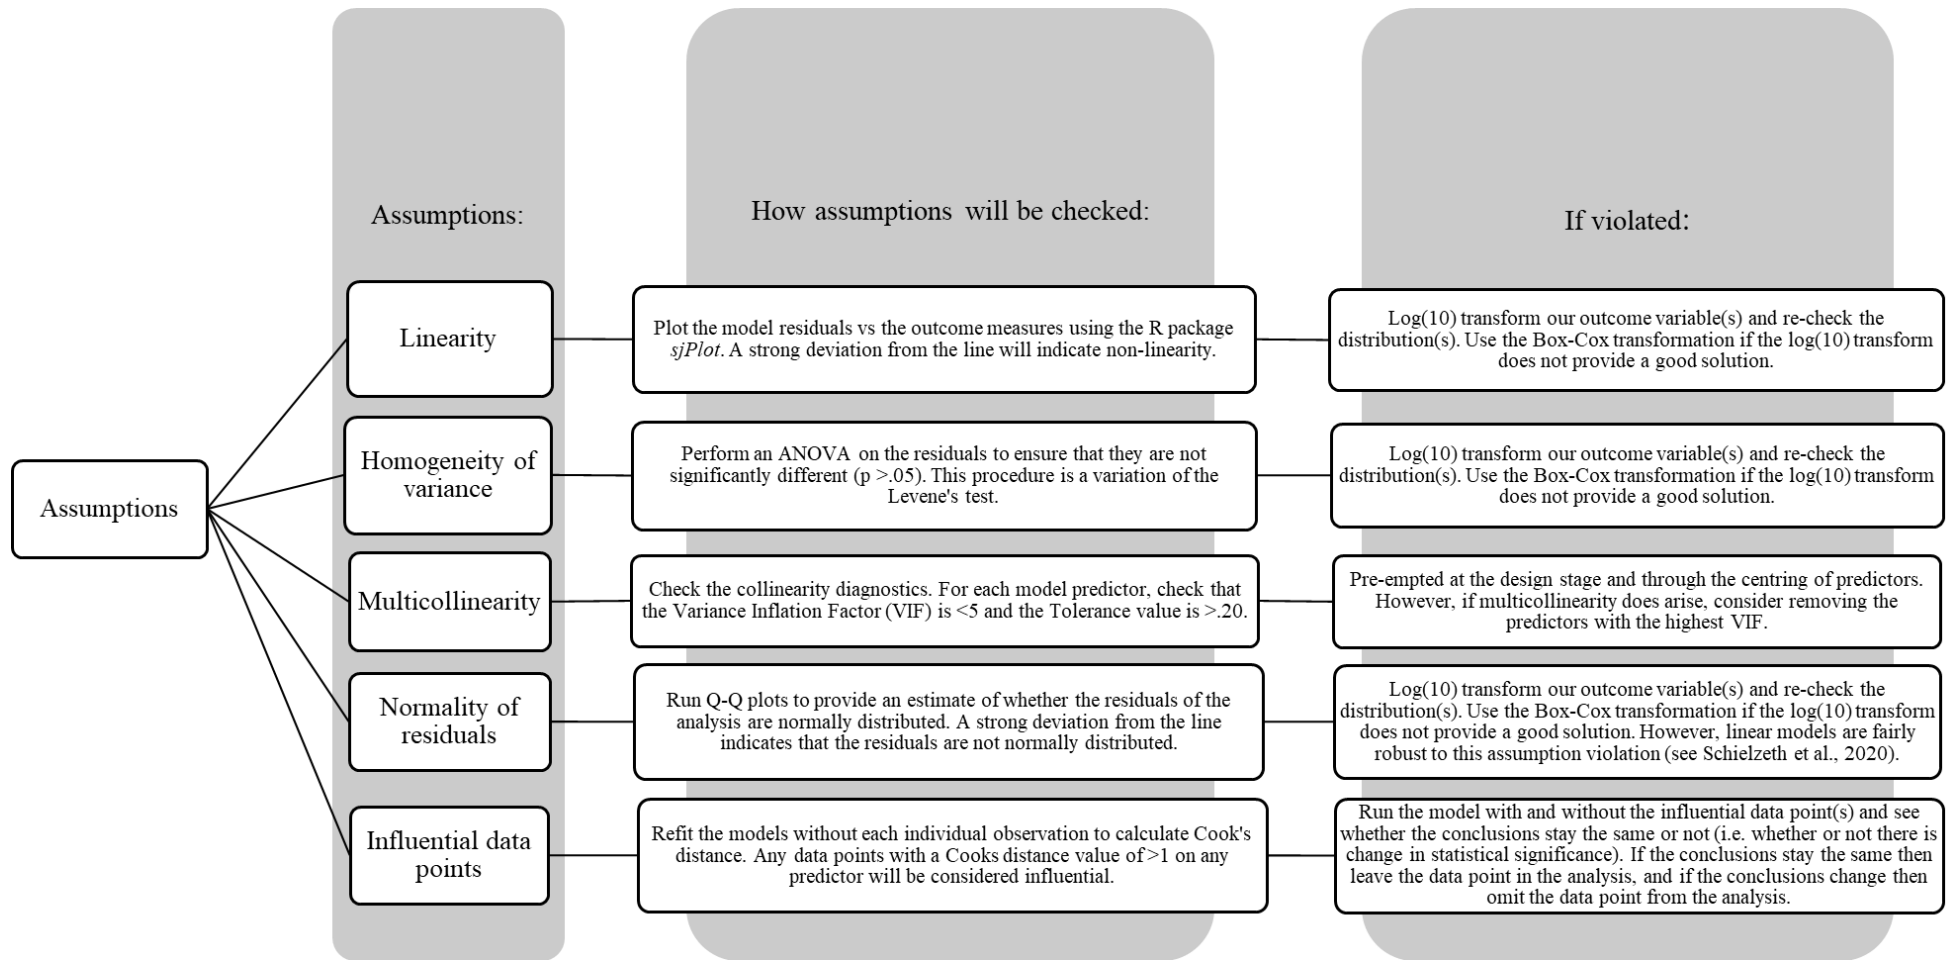 Assumptions:
How assumptions will be checked:
If violated:
Assumptions
Linearity
Plot the model residuals vs the outcome measures using the R package
sjPlot. A strong deviation from the line will indicate non-linearity.
Log(10) transform our outcome variable(s) and re-check the
distribution(s). Use the Box-Cox transformation if the log(10) transform
does not provide a good solution.
Homogeneity of
variance
Perform an ANOVA on the residuals to ensure that they are not
significantly different (p >.05). This procedure is a variation of the
Levene's test.
Log(10) transform our outcome variable(s) and re-check the
distribution(s). Use the Box-Cox transformation if the log(10) transform
does not provide a good solution.
Multicollinearity
Check the collinearity diagnostics. For each model predictor, check that
the Variance Inflation Factor (VIF) is <5 and the Tolerance value is >.20.
Pre-empted at the design stage and through the centring of predictors.
However, if multicollinearity does arise, consider removing the
predictors with the highest VIF.
Normality of
residuals
Run Q-Q plots to provide an estimate of whether the residuals of the
analysis are normally distributed. A strong deviation from the line
indicates that the residuals are not normally distributed.
Log(10) transform our outcome variable(s) and re-check the
distribution(s). Use the Box-Cox transformation if the log(10) transform
does not provide a good solution. However, linear models are fairly
robust to this assumption violation (see Schielzeth et al., 2020).
Influential data
points
Refit the models without each individual observation to calculate Cook's
distance. Any data points with a Cooks distance value of >1 on any
predictor will be considered influential.
Run the model with and without the influential data point(s) and see
whether the conclusions stay the same or not (i.e. whether or not there is
change in statistical significance). If the conclusions stay the same then
leave the data point in the analysis, and if the conclusions change then
omit the data point from the analysis.